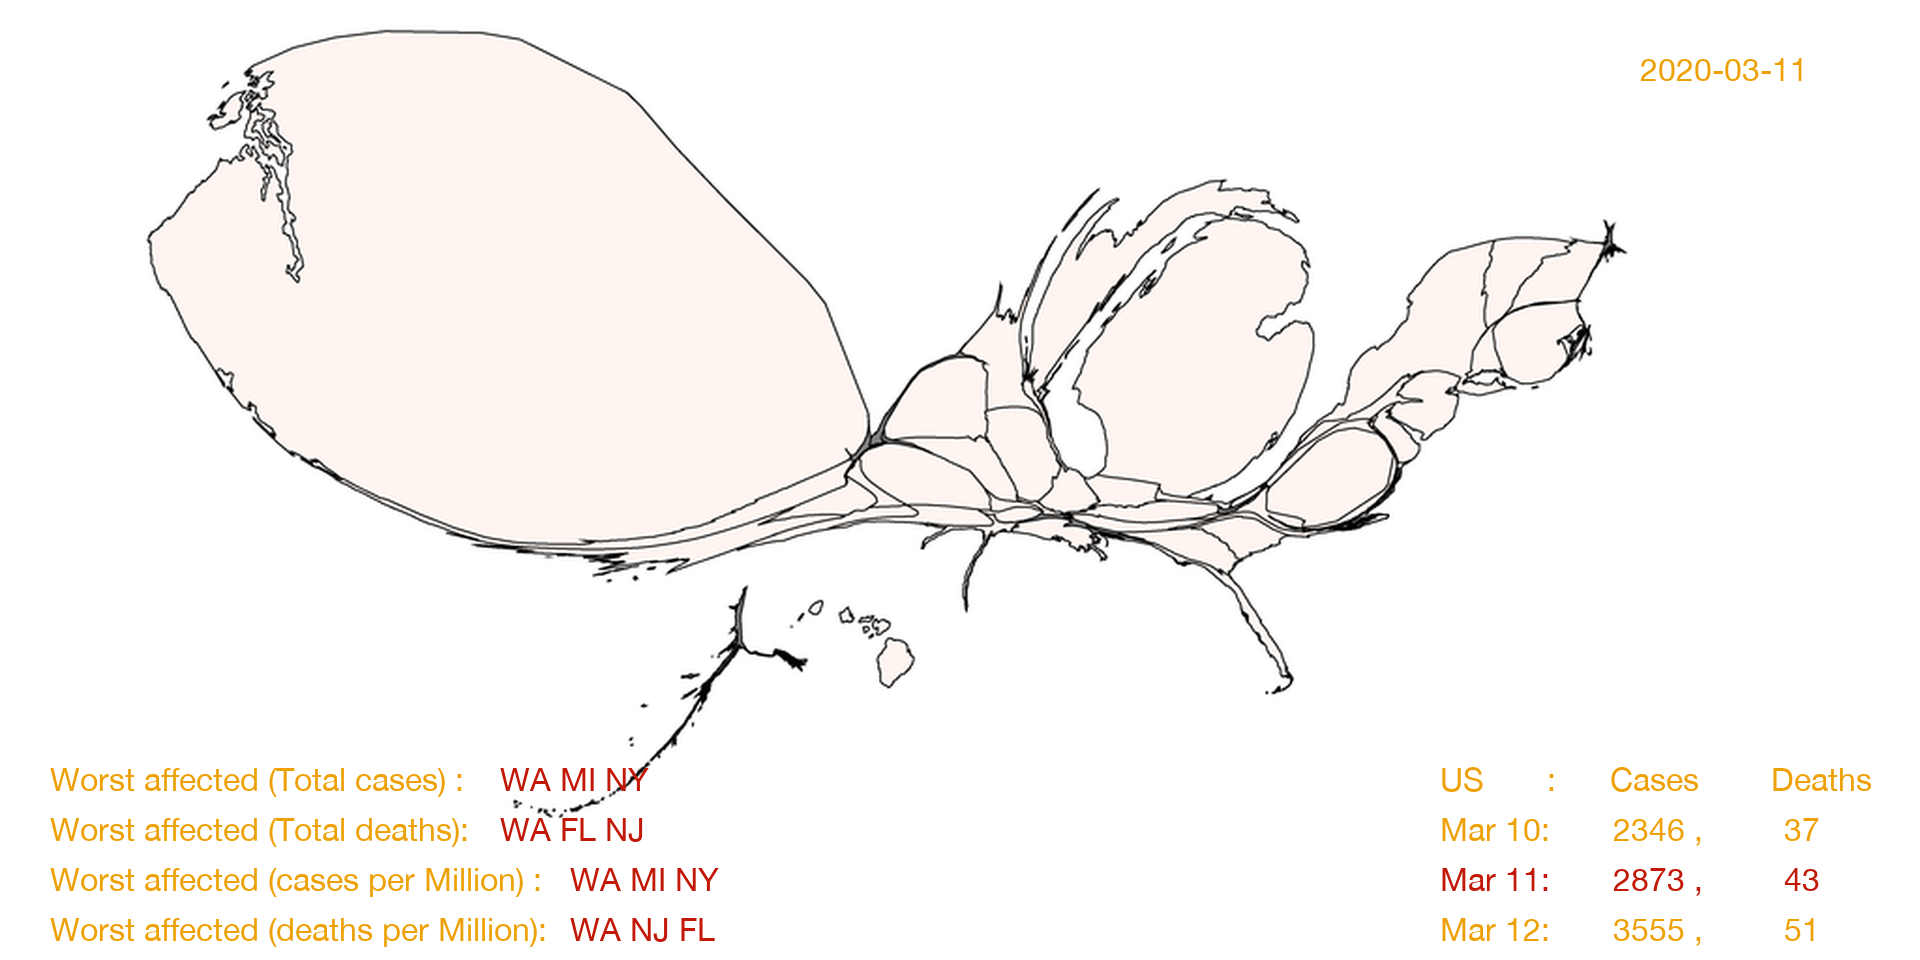 2020-03-11
Worst affected (Total cases) : WA MI NY
Worst affected (Total deaths): WA FL NJ
Worst affected (cases per Million) : WA MI NY
Worst affected (deaths per Million): WA NJ FL
US : Cases Deaths
Mar 10: 2346 , 37
Mar 11: 2873 , 43
Mar 12: 3555 , 51